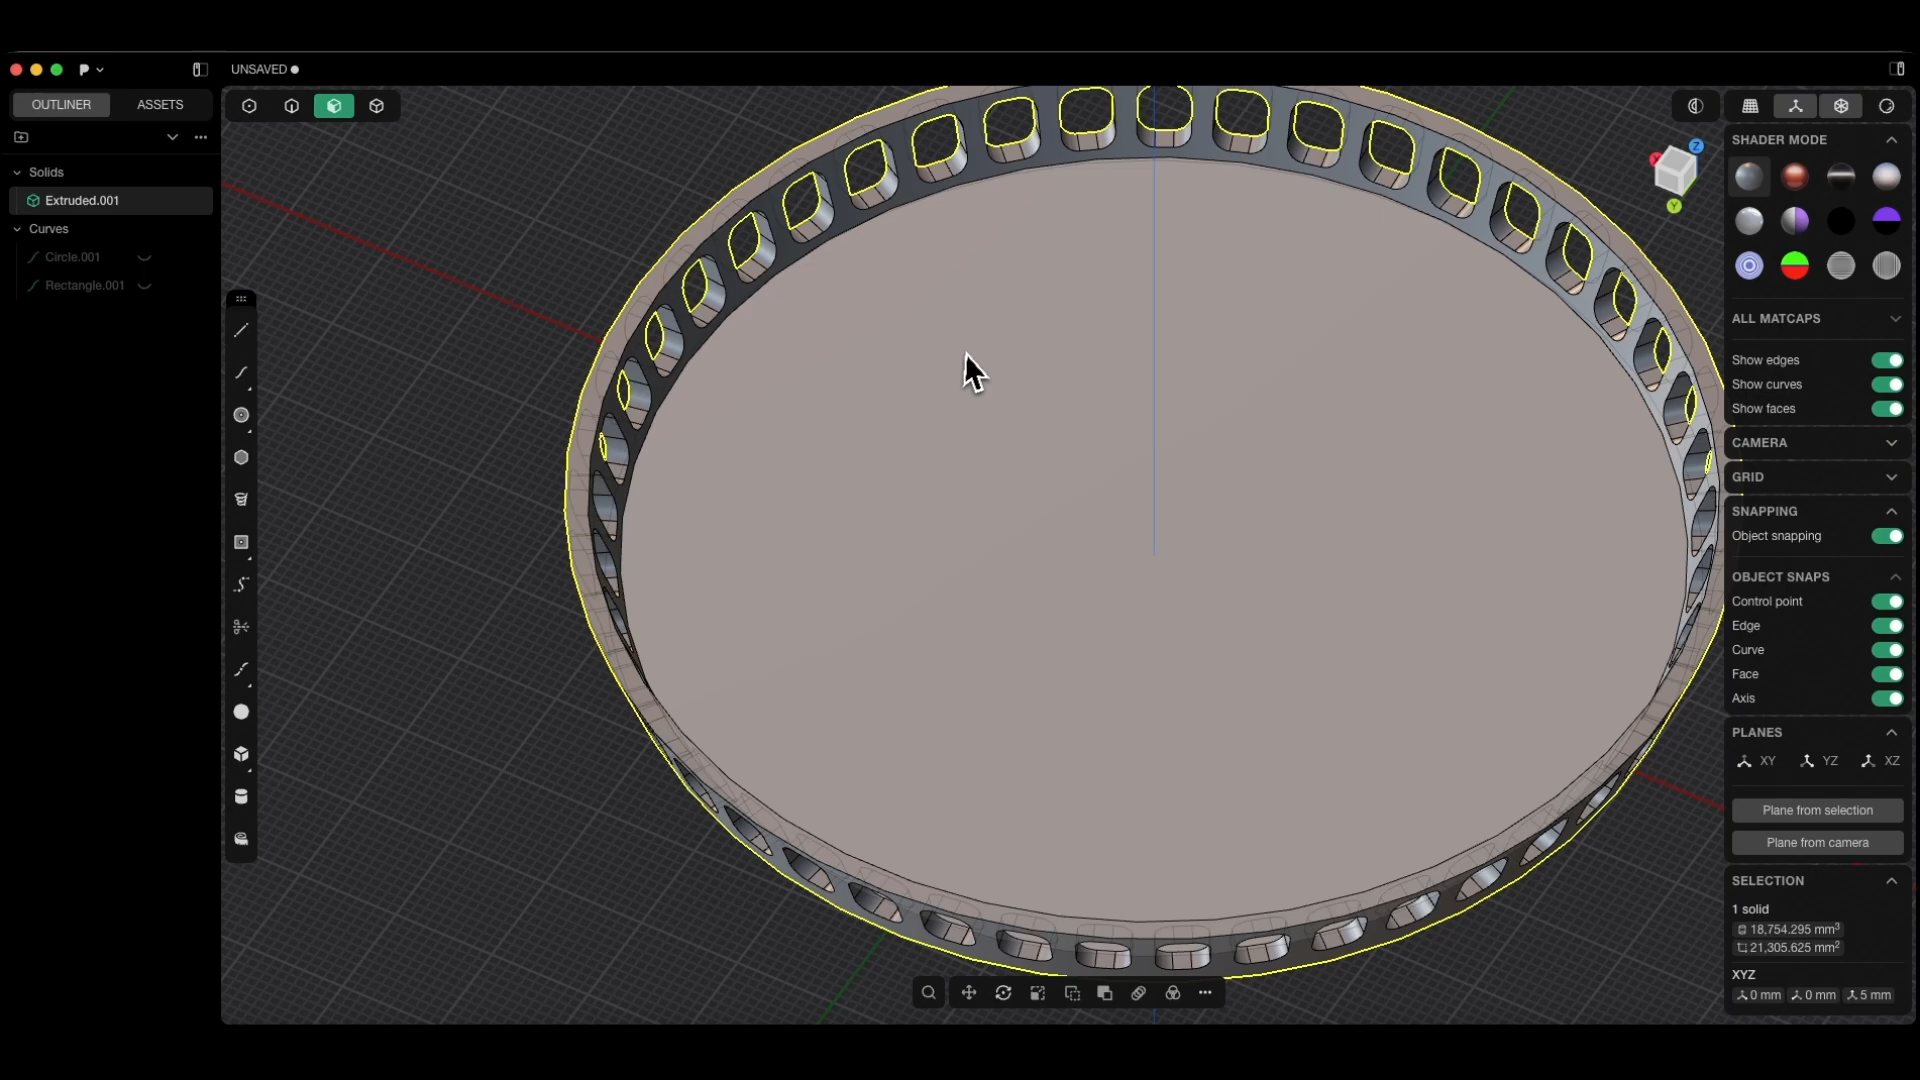 UNSAVED
OUTLINER
ASSETS
Solids
Extruded.001
Curves
Circle.001
Rectangle.001
X
Z
Y
SHADER MODE
ALL MATCAPS
Show edges
Show curves
Show faces
CAMERA
GRID
SNAPPING
Object snapping
OBJECT SNAPS
Control point
Edge
Curve
Face
Axis
PLANES
XY YZ XZ
Plane from selection
Plane from camera
SELECTION
1 solid
18,754.295 mm³
21,305.625 mm²
XYZ
0 mm 0 mm 5 mm